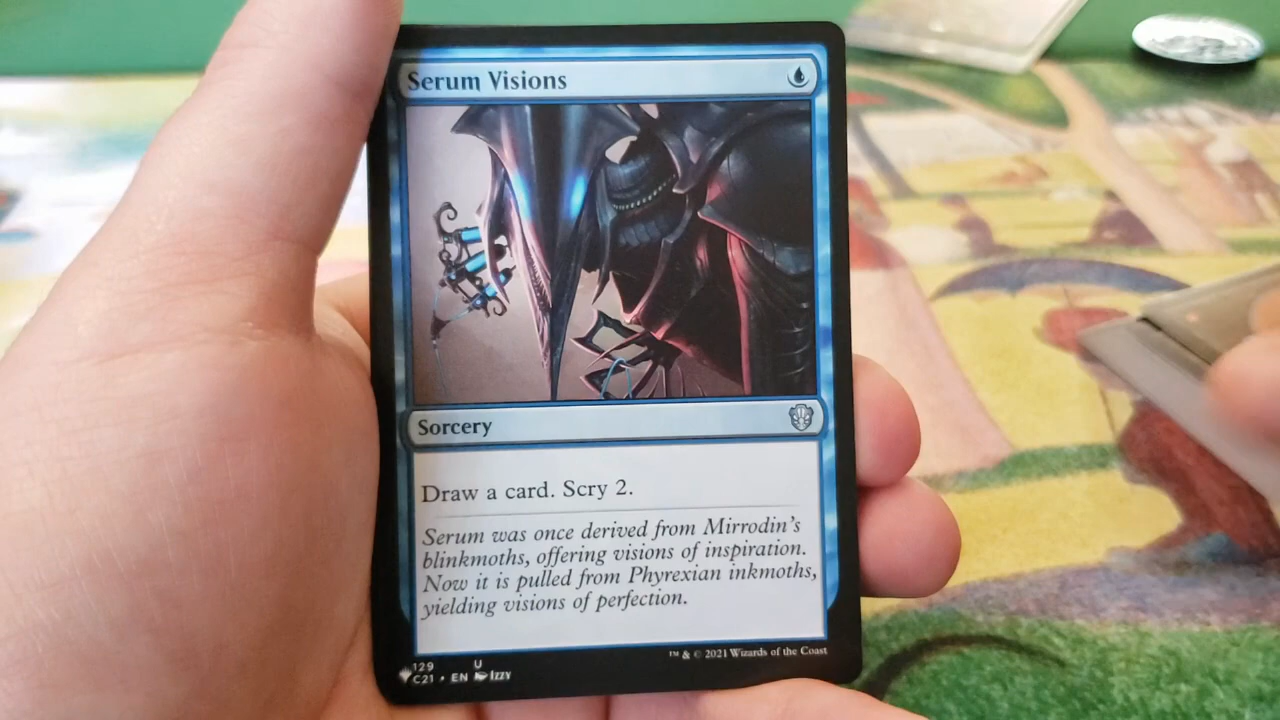 Serum Visions
Sorcery
Draw a card. Scry 2.
Serum was once derived from Mirrodin's
blinkmoths, offering visions of inspiration.
Now it is pulled from Phyrexian inkmoths,
yielding visions of perfection.
129 U
C21 • EN Izzy
™ & © 2021 Wizards of the Coast